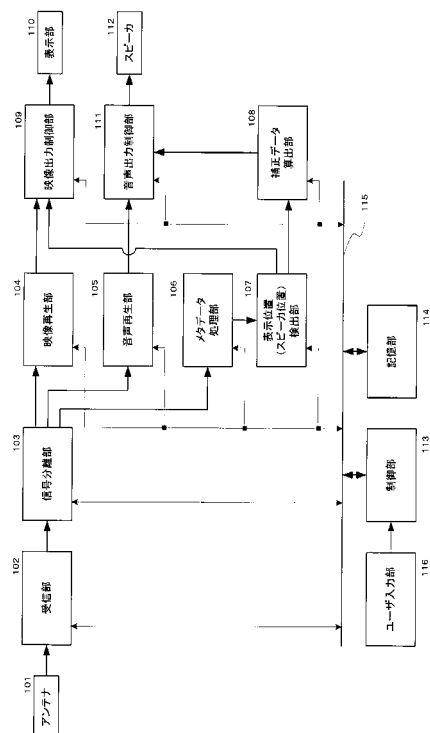 101
アンテナ
102
受信部
103
信号分離部
104
映像再生部
105
音声再生部
106
メタデータ
処理部
107
表示位置
(スピーカ位置)
検出部
108
補正データ
算出部
109
映像出力制御部
110
表示部
111
音声出力制御部
112
スピーカ
113
制御部
114
記憶部
115
116
ユーザ入力部